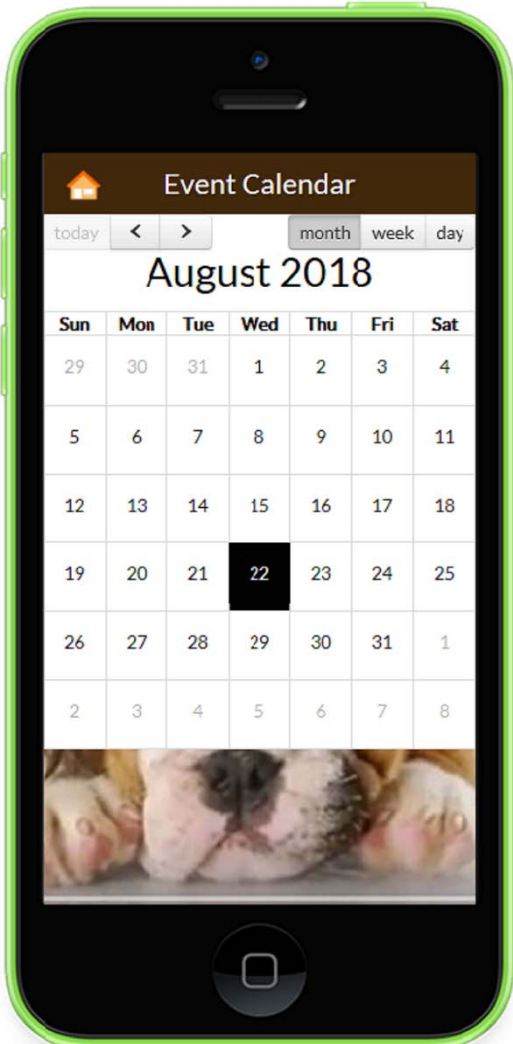 Event Calendar
today < > month week day
August 2018
Sun Mon Tue Wed Thu Fri Sat
29 30 31 1 2 3 4
5 6 7 8 9 10 11
12 13 14 15 16 17 18
19 20 21 22 23 24 25
26 27 28 29 30 31 1
2 3 4 5 6 7 8